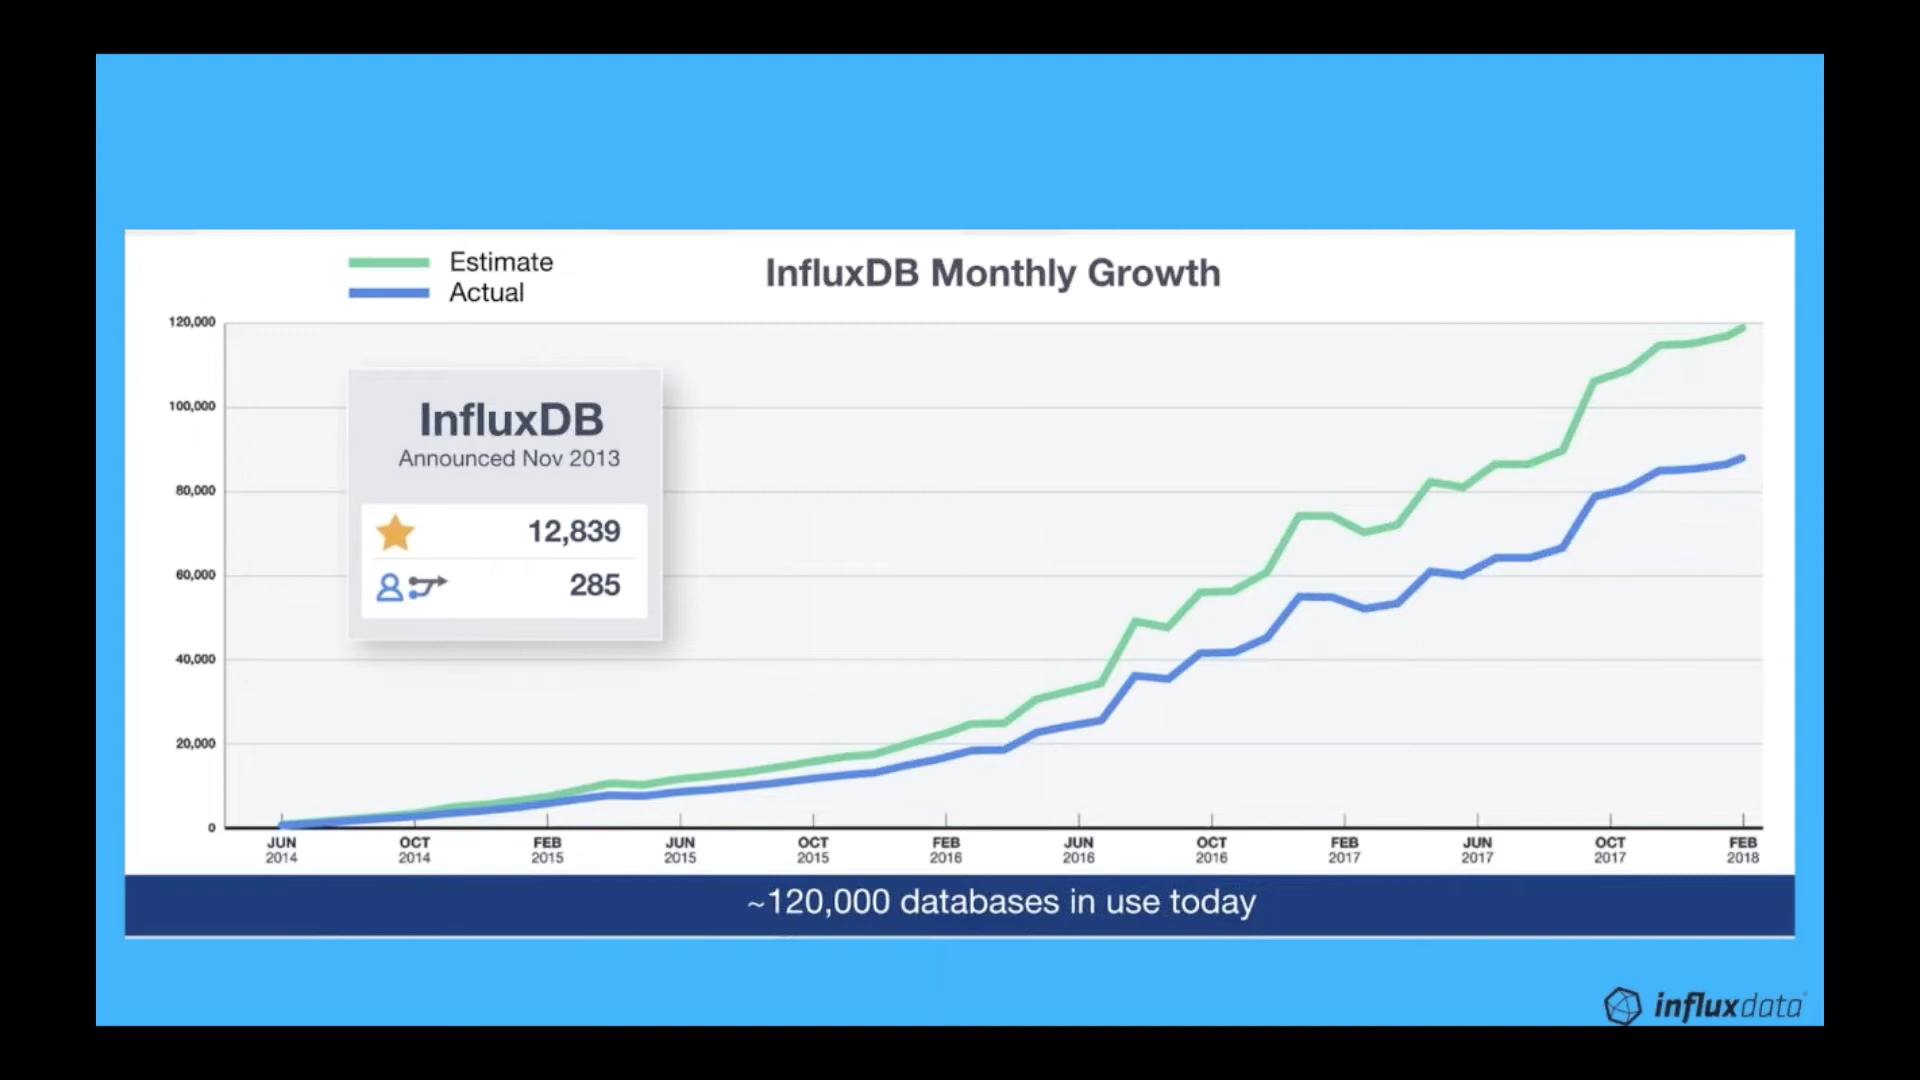 Estimate
Actual
InfluxDB Monthly Growth
120,000
100,000
80,000
60,000
40,000
20,000
0
InfluxDB
Announced Nov 2013
12,839
285
JUN OCT FEB JUN OCT FEB JUN OCT FEB JUN OCT FEB
2014 2014 2015 2015 2015 2016 2016 2016 2017 2017 2017 2018
~120,000 databases in use today
influxdata